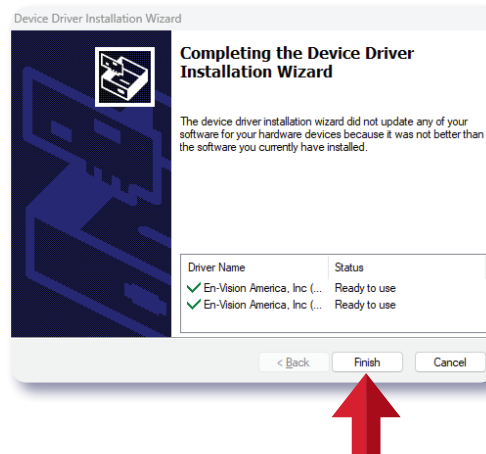 Device Driver Installation Wizard
Completing the Device Driver
Installation Wizard
The device driver installation wizard did not update any of your
software for your hardware devices because it was not better than
the software you currently have installed.
Driver Name Status
En-Vision America, Inc (... Ready to use
En-Vision America, Inc (... Ready to use
< Back Finish Cancel